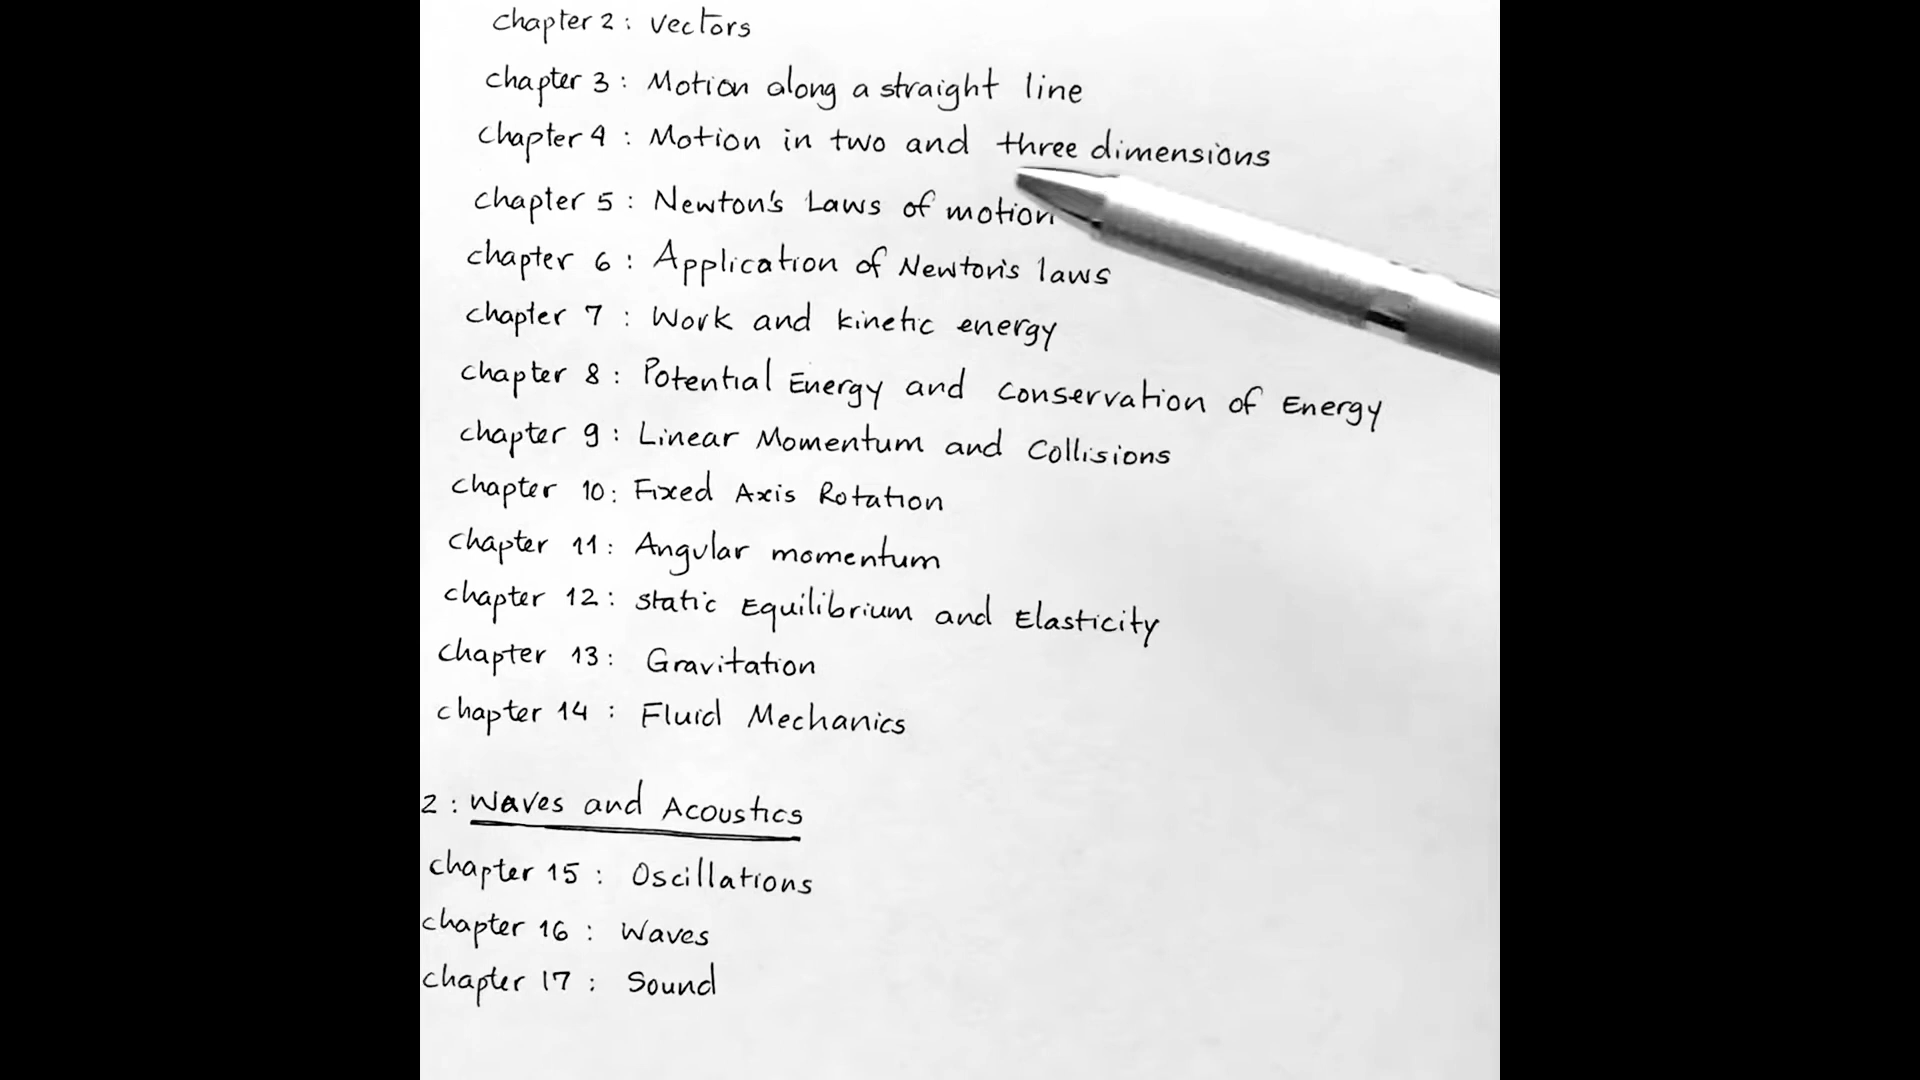 chapter 2: vectors
chapter 3: Motion along a straight line
chapter 4: Motion in two and three dimensions
chapter 5: Newton's Laws of motion
chapter 6: Application of Newton's laws
chapter 7: Work and kinetic energy
chapter 8: Potential Energy and conservation of Energy
chapter 9: Linear Momentum and Collisions
chapter 10: Fixed Axis Rotation
chapter 11: Angular momentum
chapter 12: Static Equilibrium and Elasticity
chapter 13: Gravitation
chapter 14: Fluid Mechanics
2: Waves and Acoustics
chapter 15: Oscillations
chapter 16: Waves
chapter 17: Sound